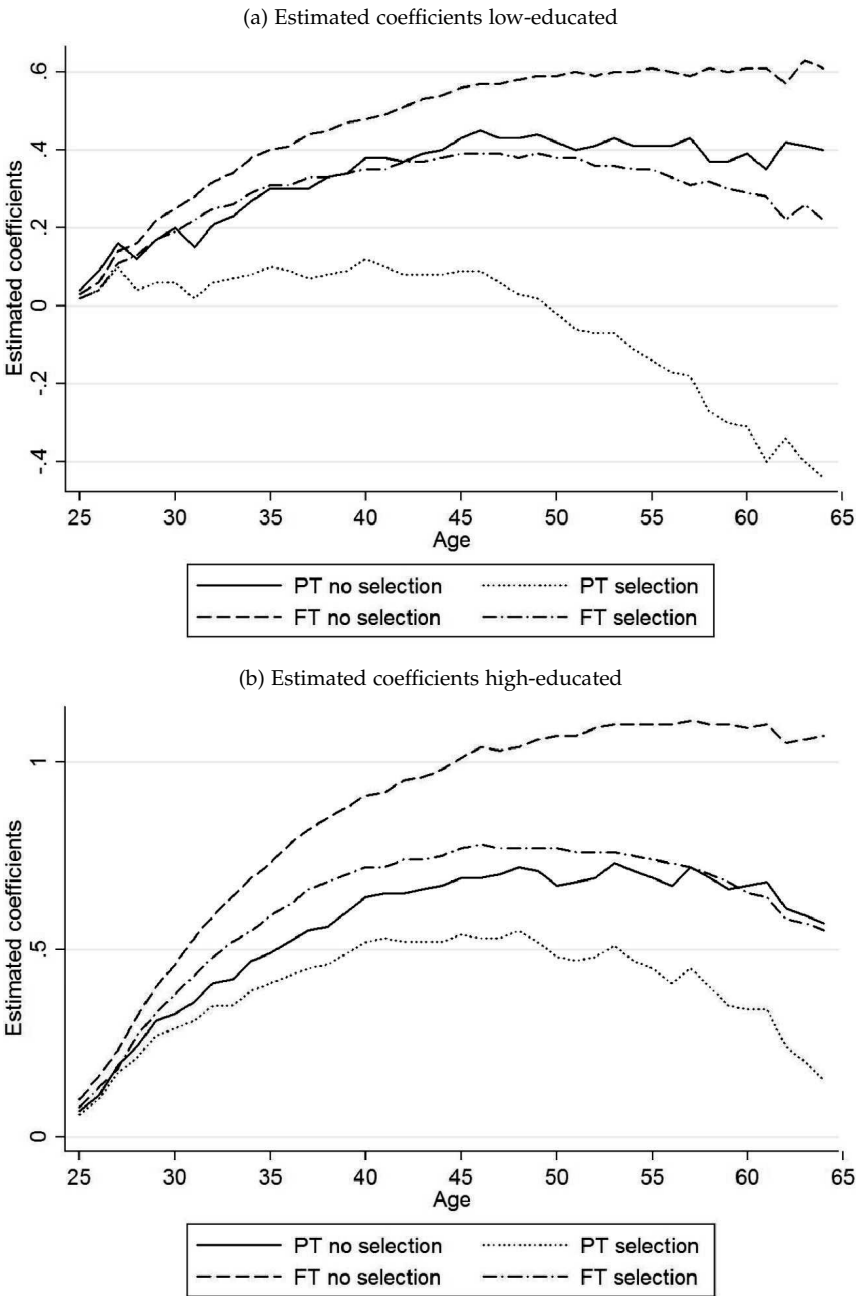 (a) Estimated coefficients low-educated
Estimated coefficients
.6
.4
.2
0
-.2
-.4
25 30 35 40 45 50 55 60 65
Age
PT no selection PT selection
FT no selection FT selection
(b) Estimated coefficients high-educated
Estimated coefficients
1
.5
0
25 30 35 40 45 50 55 60 65
Age
PT no selection PT selection
FT no selection FT selection